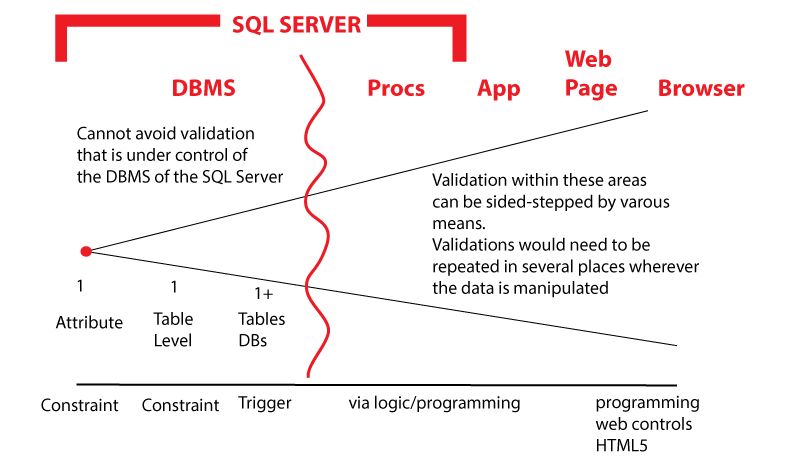 SQL SERVER
DBMS
Procs
App
Web
Page
Browser
Cannot avoid validation
that is under control of
the DBMS of the SQL Server
Validation within these areas
can be sided-stepped by varous
means.
Validations would need to be
repeated in several places wherever
the data is manipulated
1
Attribute
1
Table
Level
1+
Tables
DBs
Constraint
Constraint
Trigger
via logic/programming
programming
web controls
HTML5